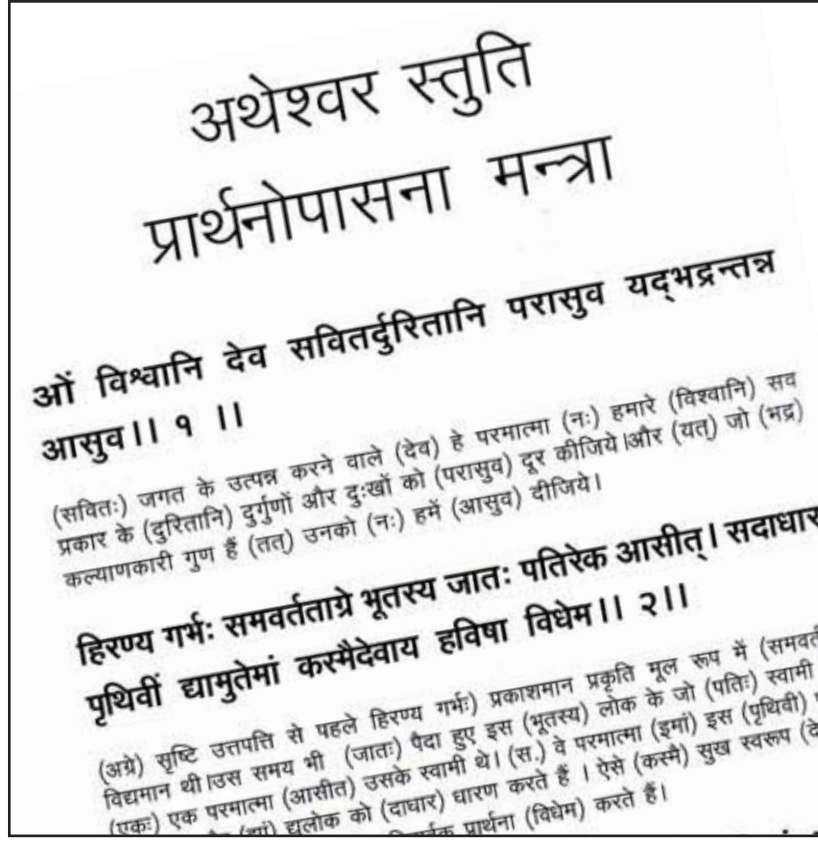 अथेश्वर स्तुति
प्रार्थनोपासना मन्त्रा
ओं विश्वानि देव सवितर्दुरितानि परासुव यद्भद्रन्तन्न
आसुव।। १ ।।
(सवितः) जगत के उत्पन्न करने वाले (देव) हे परमात्मा (नः) हमारे (विश्वानि) सव
प्रकार के (दुरितानि) दुर्गुणों और दुःखों को (परासुव) दूर कीजिये।और (यत्) जो (भद्र)
कल्याणकारी गुण हैं (तत्) उनको (नः) हमें (आसुव) दीजिये।
हिरण्य गर्भः समवर्तताग्रे भूतस्य जातः पतिरेक आसीत्। सदाधार
पृथिवीं द्यामुतेमां कस्मैदेवाय हविषा विधेम।। २।।
(अग्रे) सृष्टि उत्तपत्ति से पहले हिरण्य गर्भः) प्रकाशमान प्रकृति मूल रूप में (समवर्त
विद्यमान थी।उस समय भी (जातः) पैदा हुए इस (भूतस्य) लोक के जो (पतिः) स्वामी
(एकः) एक परमात्मा (आसीत) उसके स्वामी थे। (स.) वे परमात्मा (इमां) इस (पृथिवी)
द्युलोक को (दाधार) धारण करते हैं । ऐसे (कस्मै) सुख स्वरूप (दे
प्रार्थना (विधेम) करते हैं।